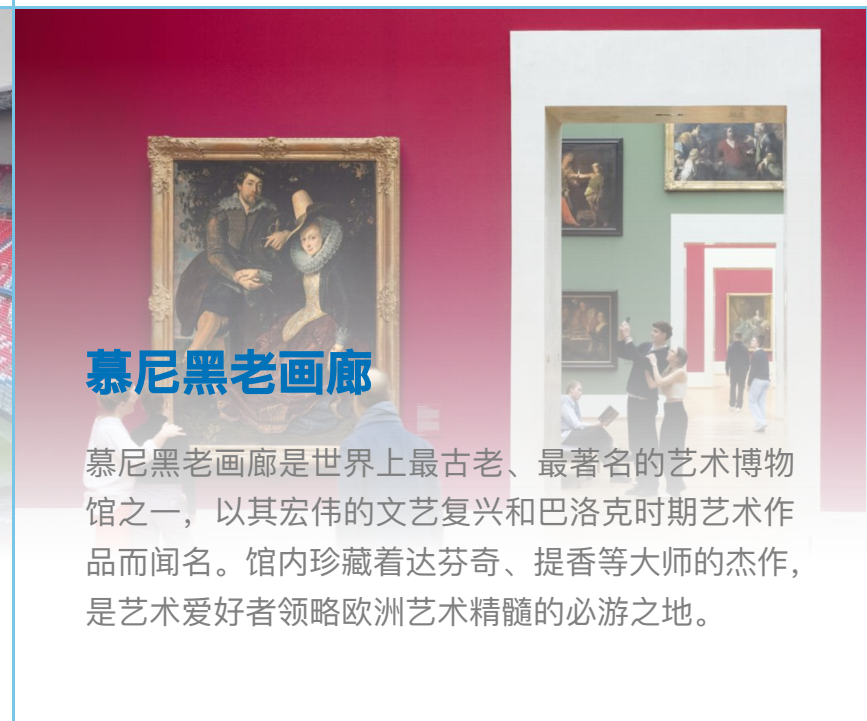 慕尼黑老画廊
慕尼黑老画廊是世界上最古老、最著名的艺术博物
馆之一，以其宏伟的文艺复兴和巴洛克时期艺术作
品而闻名。馆内珍藏着达芬奇、提香等大师的杰作，
是艺术爱好者领略欧洲艺术精髓的必游之地。